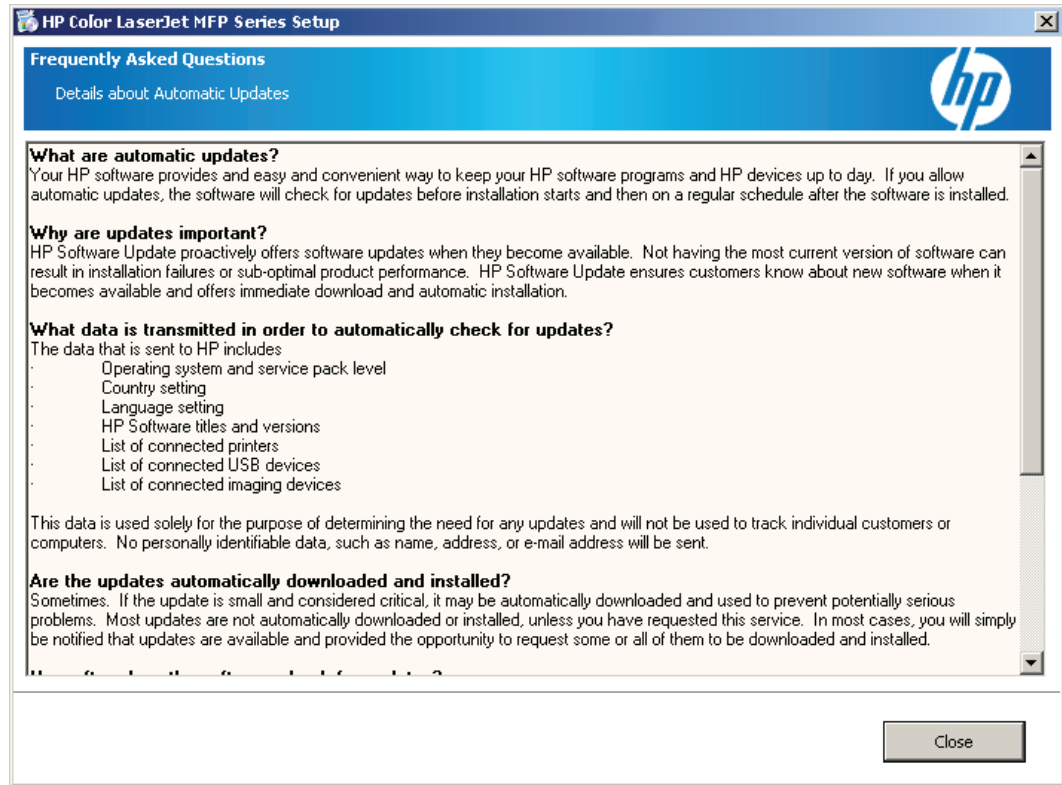 HP Color LaserJet MFP Series Setup
Frequently Asked Questions
Details about Automatic Updates
hp
What are automatic updates?
Your HP software provides and easy and convenient way to keep your HP software programs and HP devices up to day. If you allow
automatic updates, the software will check for updates before installation starts and then on a regular schedule after the software is installed.
Why are updates important?
HP Software Update proactively offers software updates when they become available. Not having the most current version of software can
result in installation failures or sub-optimal product performance. HP Software Update ensures customers know about new software when it
becomes available and offers immediate download and automatic installation.
What data is transmitted in order to automatically check for updates?
The data that is sent to HP includes
· Operating system and service pack level
· Country setting
· Language setting
· HP Software titles and versions
· List of connected printers
· List of connected USB devices
· List of connected imaging devices
This data is used solely for the purpose of determining the need for any updates and will not be used to track individual customers or
computers. No personally identifiable data, such as name, address, or e-mail address will be sent.
Are the updates automatically downloaded and installed?
Sometimes. If the update is small and considered critical, it may be automatically downloaded and used to prevent potentially serious
problems. Most updates are not automatically downloaded or installed, unless you have requested this service. In most cases, you will simply
be notified that updates are available and provided the opportunity to request some or all of them to be downloaded and installed.
Close